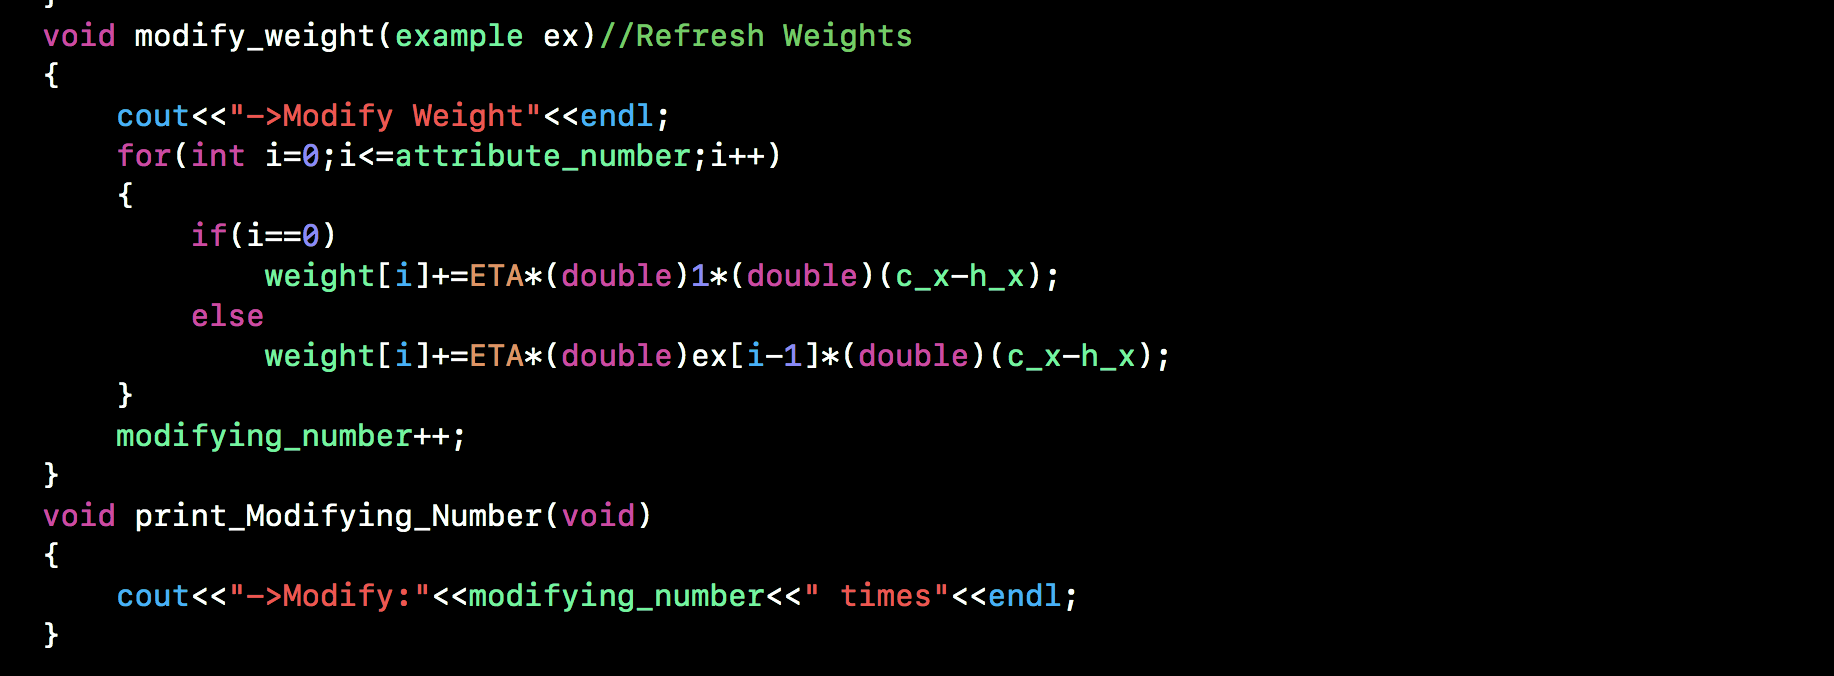 }
void modify_weight(example ex)//Refresh Weights
{
    cout<<"->Modify Weight"<<endl;
    for(int i=0;i<=attribute_number;i++)
    {
        if(i==0)
            weight[i]+=ETA*(double)1*(double)(c_x-h_x);
        else
            weight[i]+=ETA*(double)ex[i-1]*(double)(c_x-h_x);
    }
    modifying_number++;
}
void print_Modifying_Number(void)
{
    cout<<"->Modify:"<<modifying_number<<" times"<<endl;
}